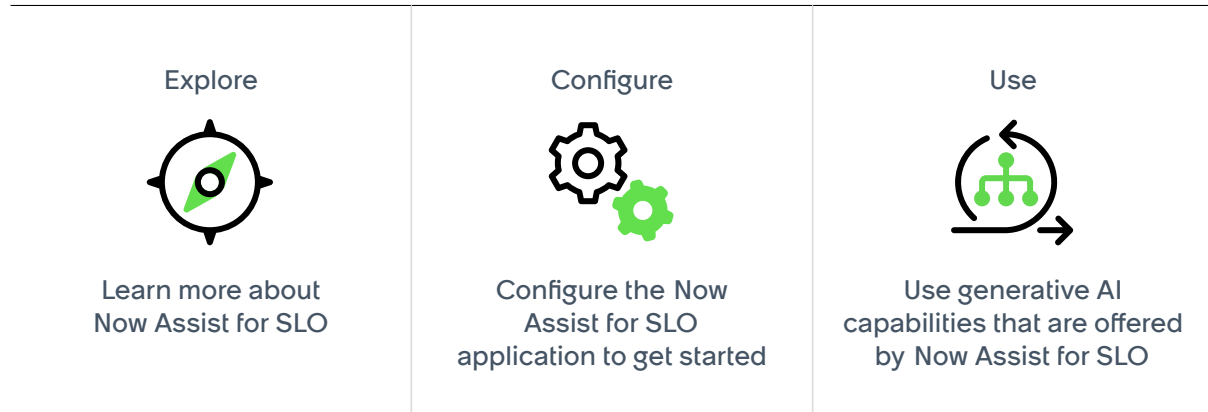 Explore
Learn more about
Now Assist for SLO
Configure
Configure the Now
Assist for SLO
application to get started
Use
Use generative AI
capabilities that are offered
by Now Assist for SLO